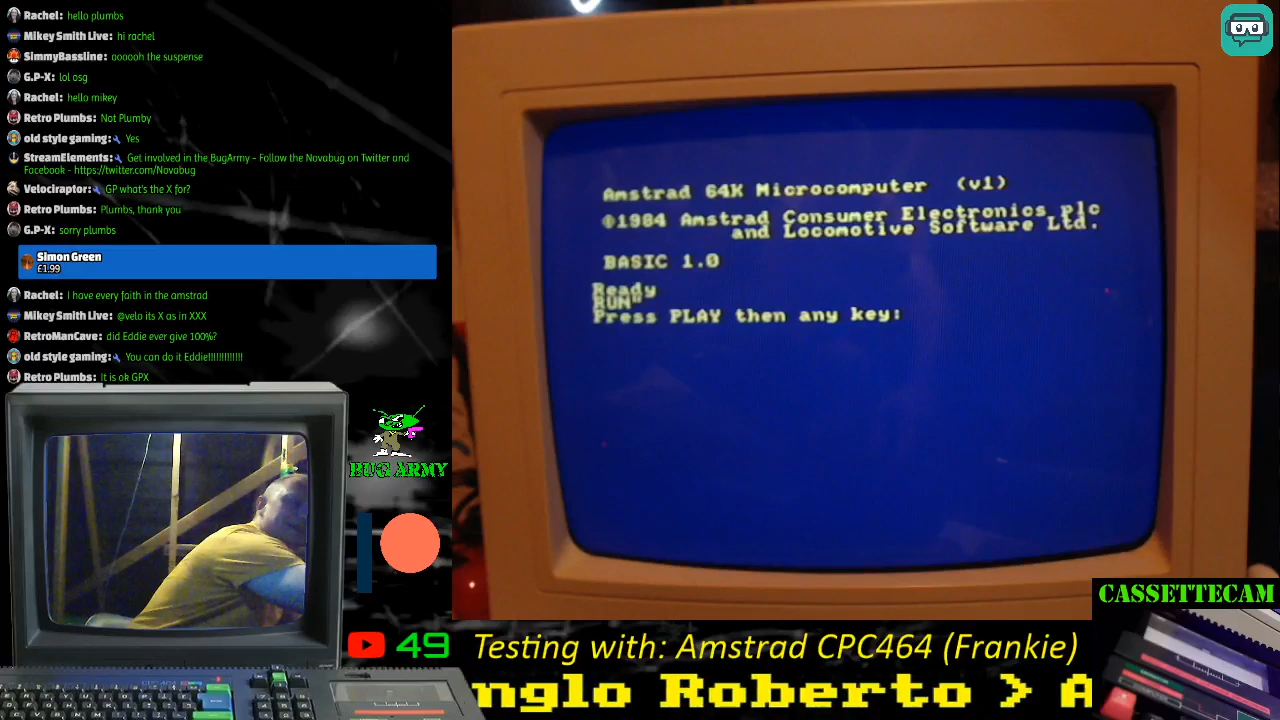 Rachel: hello plumbs
Mikey Smith Live: hi rachel
SimmyBassline: oooooh the suspense
G.P-X: lol osg
Rachel: hello mikey
Retro Plumbs: Not Plumby
old style gaming: Yes
StreamElements: Get involved in the BugArmy - Follow the Novabug on Twitter and
Facebook - https://twitter.com/Novabug
Velociraptor: GP what's the X for?
Retro Plumbs: Plumbs, thank you
G.P-X: sorry plumbs
Simon Green
£1.99
Rachel: I have every faith in the amstrad
Mikey Smith Live: @velo its X as in XXX
RetroManCave: did Eddie ever give 100%?
old style gaming: You can do it Eddie!!!!!!!!!!!!!
Retro Plumbs: It is ok GPX
Amstrad 64K Microcomputer (v1)
©1984 Amstrad Consumer Electronics plc
and Locomotive Software Ltd.
BASIC 1.0
Ready
RUN"
Press PLAY then any key:
BUG ARMY
CASSETTECAM
49
Testing with: Amstrad CPC464 (Frankie)
nglo Roberto > A